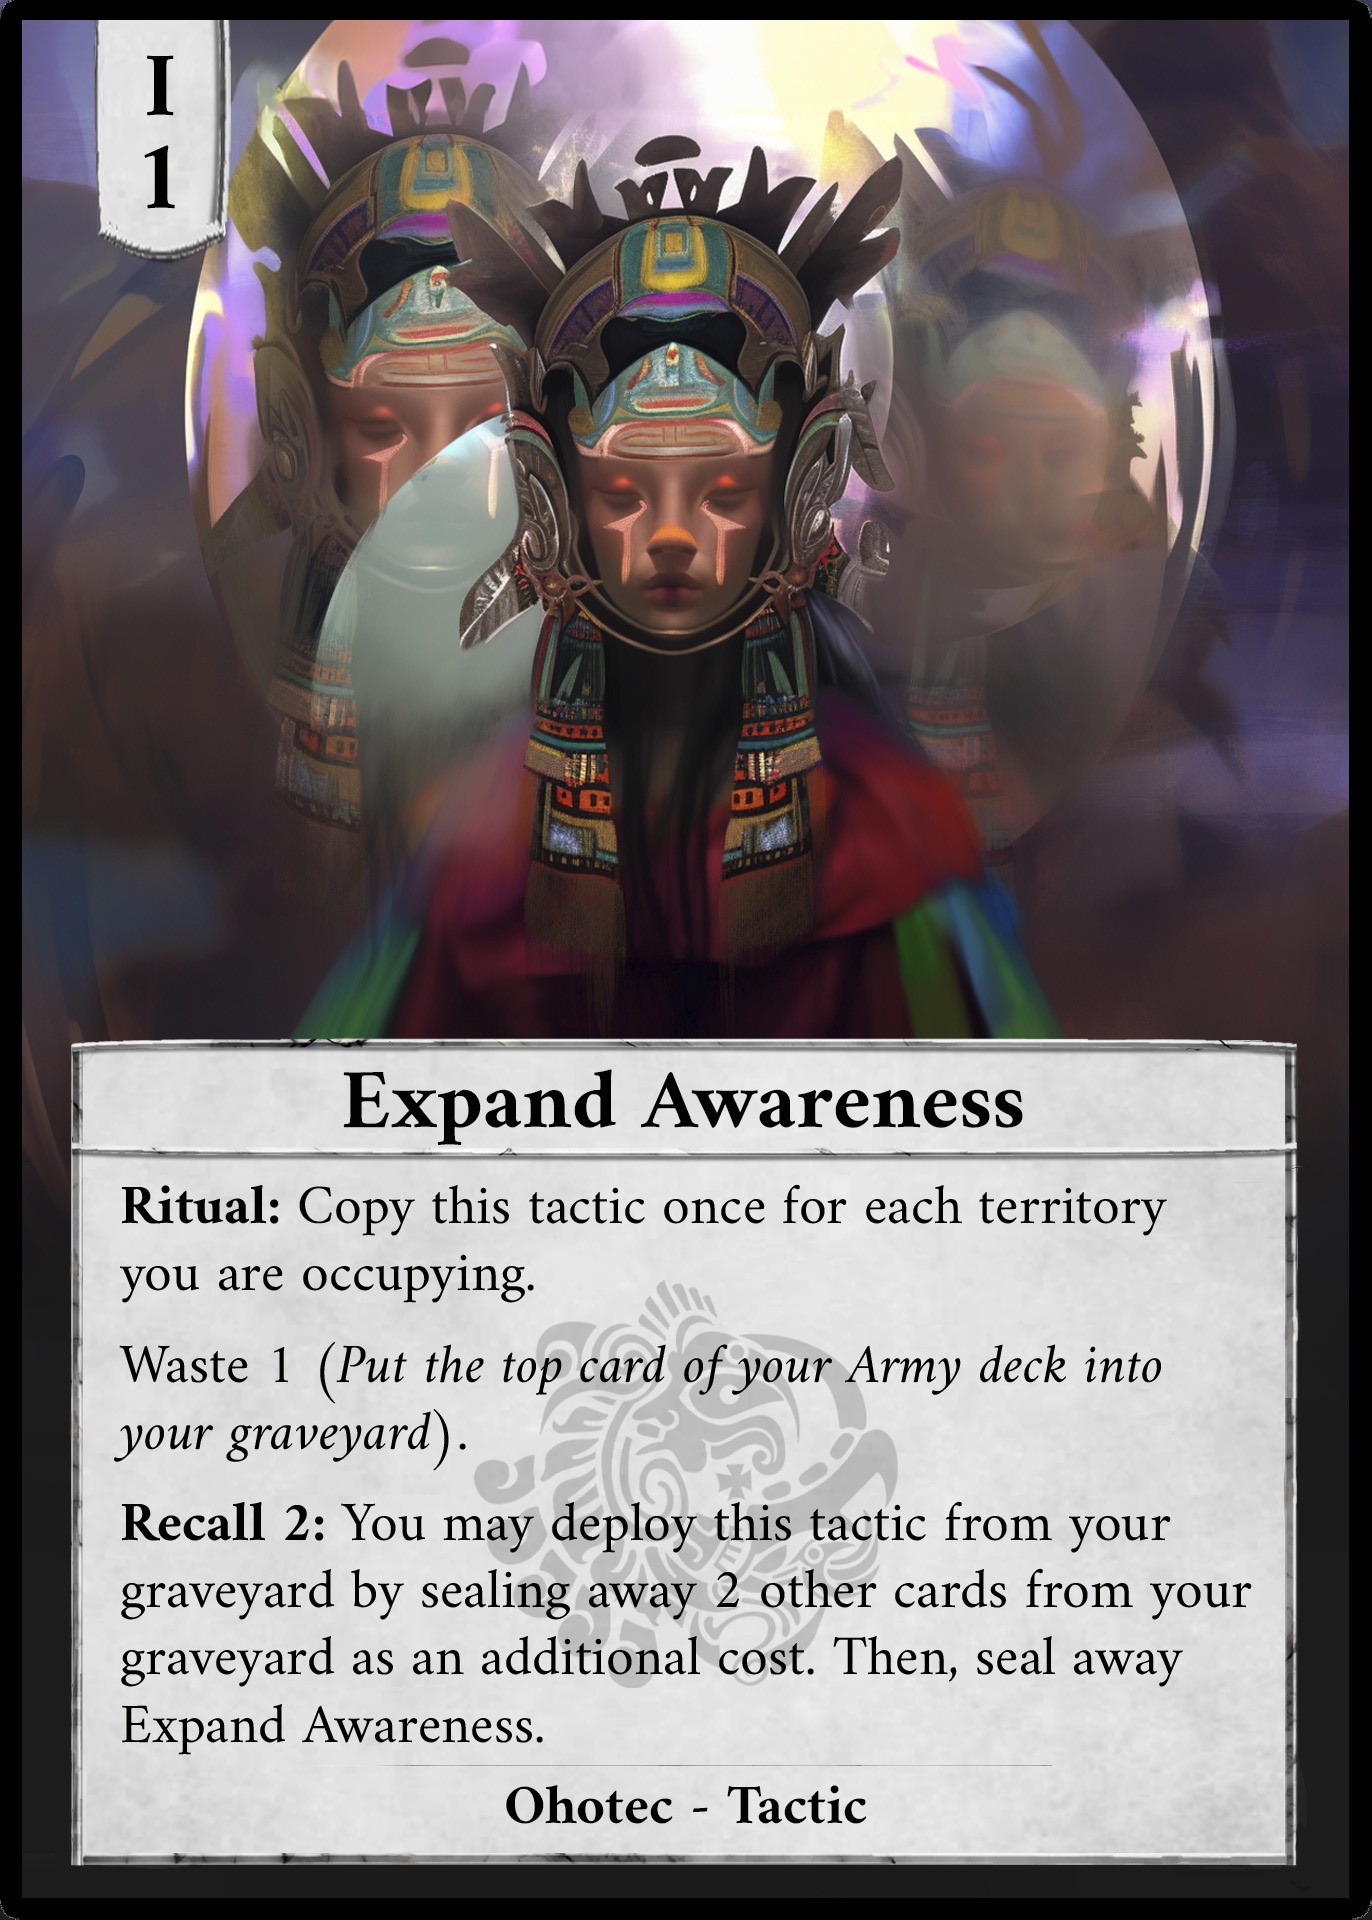 I
1
Expand Awareness
Ritual: Copy this tactic once for each territory
you are occupying.
Waste 1 (Put the top card of your Army deck into
your graveyard).
Recall 2: You may deploy this tactic from your
graveyard by sealing away 2 other cards from your
graveyard as an additional cost. Then, seal away
Expand Awareness.
Ohotec - Tactic